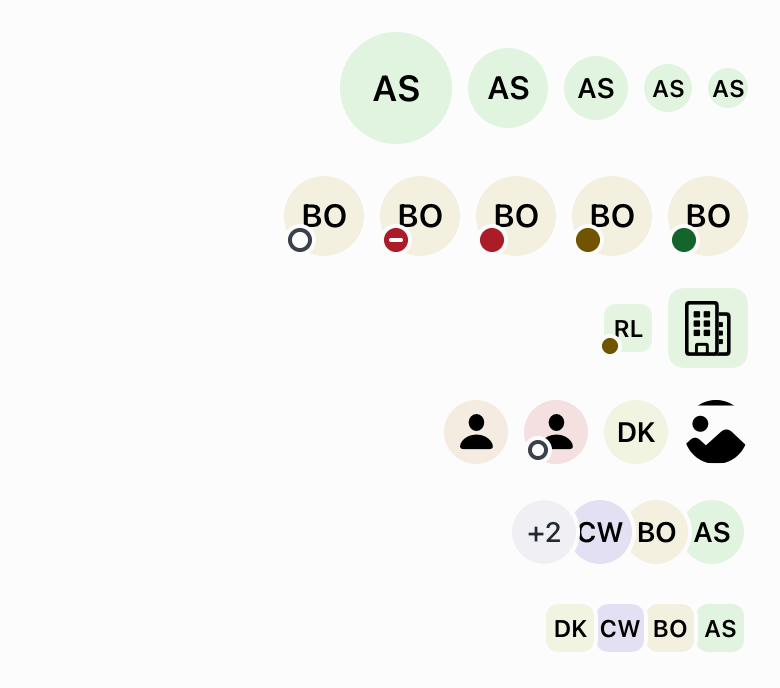 AS AS AS AS AS
BO BO BO BO BO
RL
DK
+2 CW BO AS
DK CW BO AS